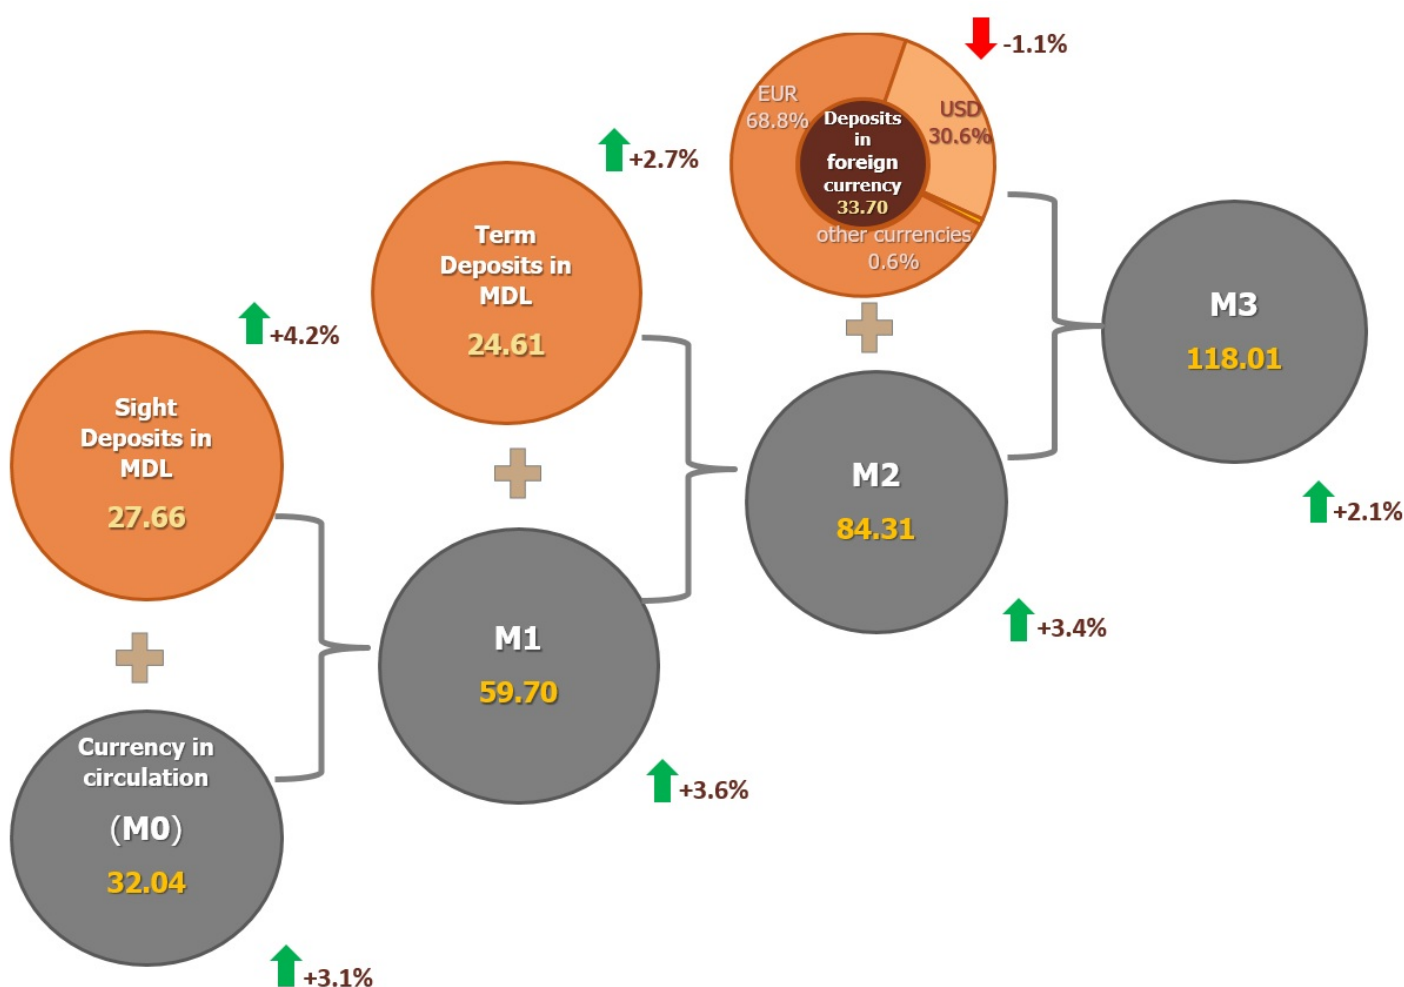 -1.1%
EUR
68.8%
USD
30.6%
Deposits
in
foreign
currency
33.70
other currencies
0.6%
+2.7%
Term
Deposits in
MDL
24.61
M3
118.01
+2.1%
+4.2%
Sight
Deposits in
MDL
27.66
M2
84.31
+3.4%
M1
59.70
+3.6%
Currency in
circulation
(M0)
32.04
+3.1%